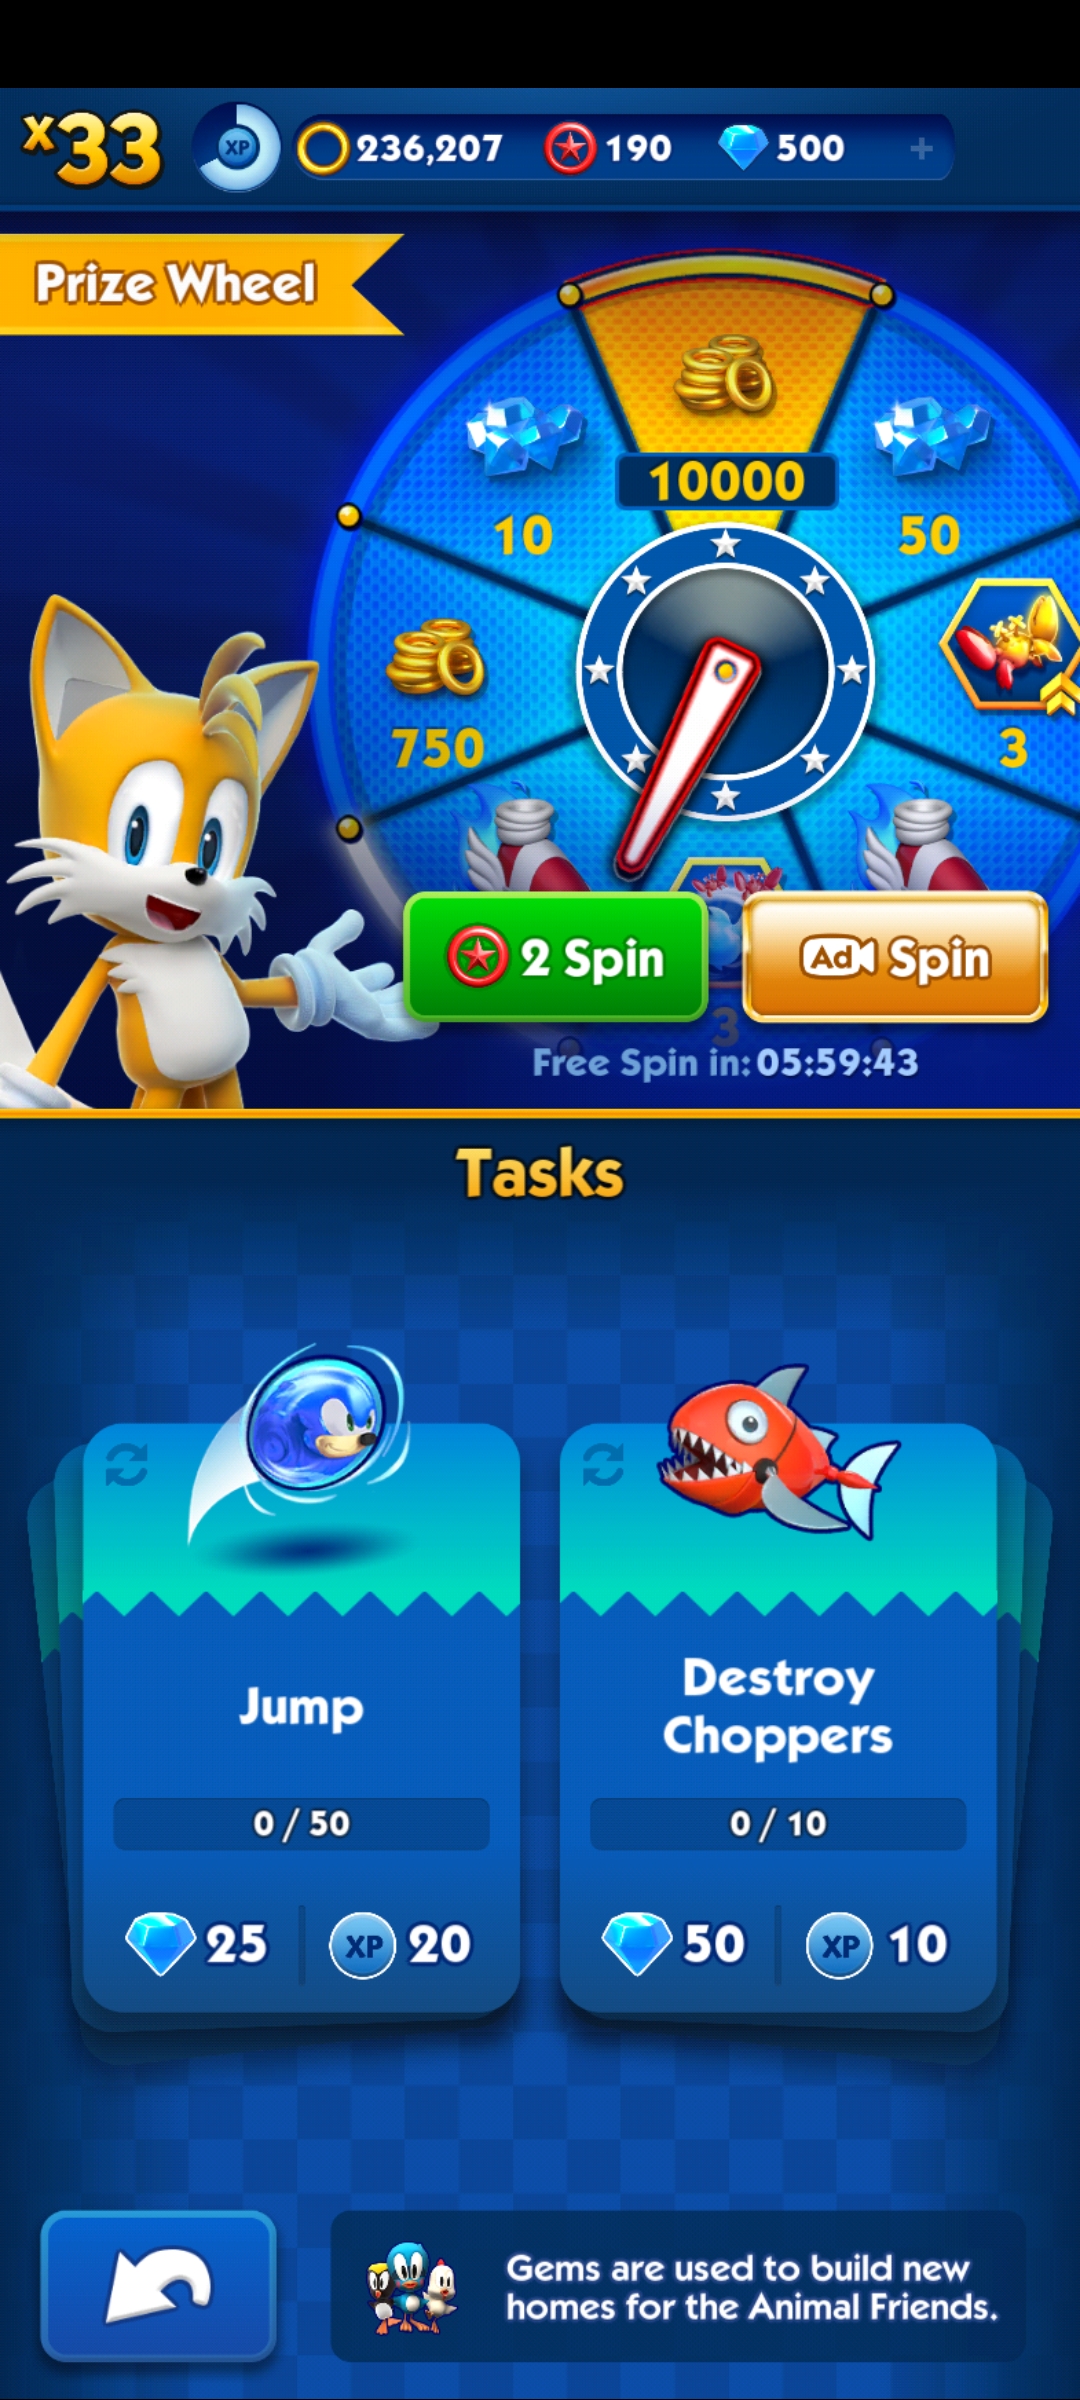 x33 XP 236,207 190 500 +
Prize Wheel
10000
10
50
750
3
2 Spin
Ad Spin
3
Free Spin in: 05:59:43
Tasks
Jump
0 / 50
25 XP 20
Destroy
Choppers
0 / 10
50 XP 10
Gems are used to build new
homes for the Animal Friends.